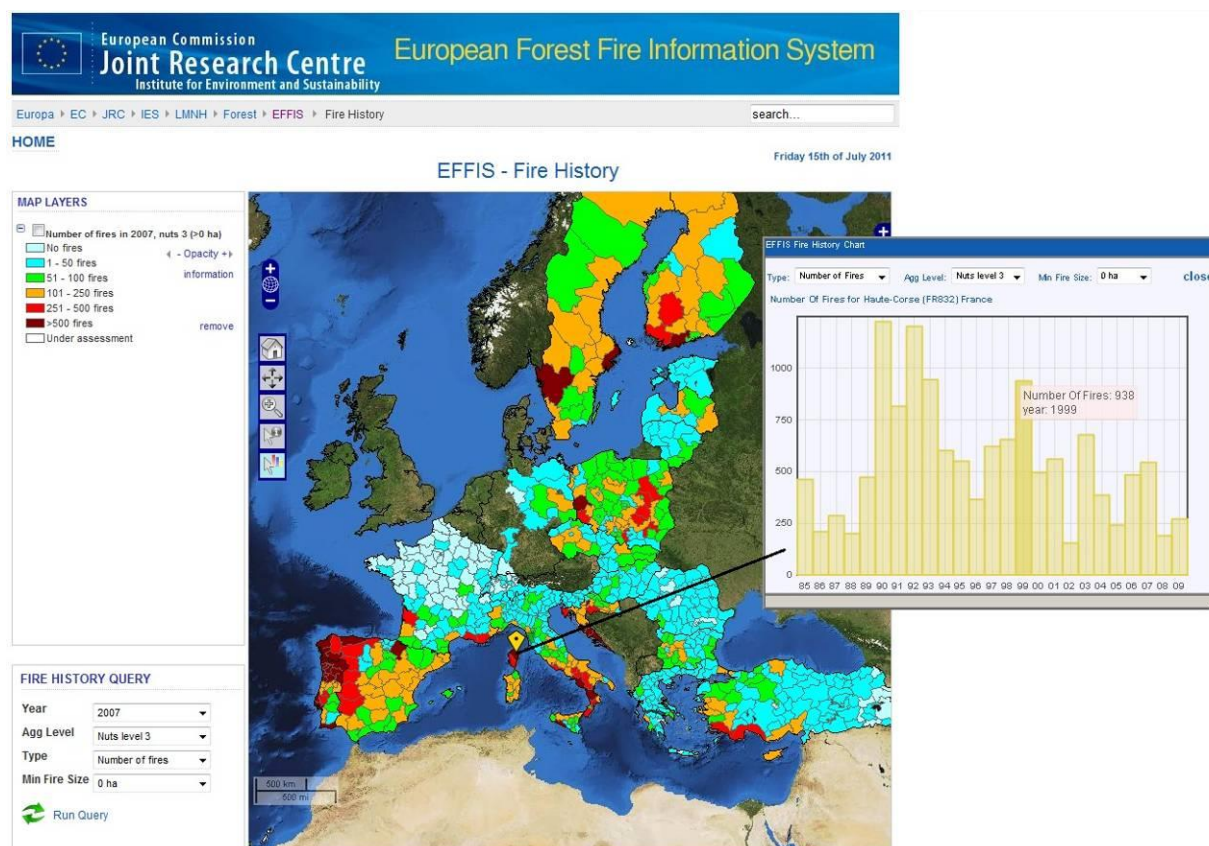 European Commission
Joint Research Centre
Institute for Environment and Sustainability
European Forest Fire Information System
Europa EC JRC IES LMNH Forest EFFIS Fire History
search...
HOME
Friday 15th of July 2011
EFFIS - Fire History
MAP LAYERS
Number of fires in 2007, nuts 3 (>0 ha)
No fires
1 - 50 fires
51 - 100 fires
101 - 250 fires
251 - 500 fires
>500 fires
Under assessment
- Opacity +
information
remove
500 km
500 mi
EFFIS Fire History Chart
Type: Number of Fires Agg Level: Nuts level 3 Min Fire Size: 0 ha close
Number Of Fires for Haute-Corse (FR832) France
1000
750
500
250
0
Number Of Fires: 938
year: 1999
85 86 87 88 89 90 91 92 93 94 95 96 97 98 99 00 01 02 03 04 05 06 07 08 09
FIRE HISTORY QUERY
Year 2007
Agg Level Nuts level 3
Type Number of fires
Min Fire Size 0 ha
Run Query